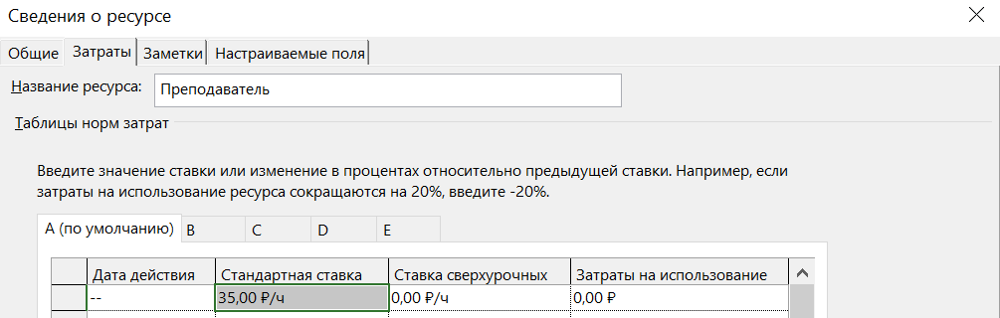 Сведения о ресурсе
Общие Затраты Заметки Настраиваемые поля
Название ресурса: Преподаватель
Таблицы норм затрат
Введите значение ставки или изменение в процентах относительно предыдущей ставки. Например, если
затраты на использование ресурса сокращаются на 20%, введите -20%.
A (по умолчанию) B C D E
Дата действия Стандартная ставка Ставка сверхурочных Затраты на использование
-- 35,00 ₽/ч 0,00 ₽/ч 0,00 ₽